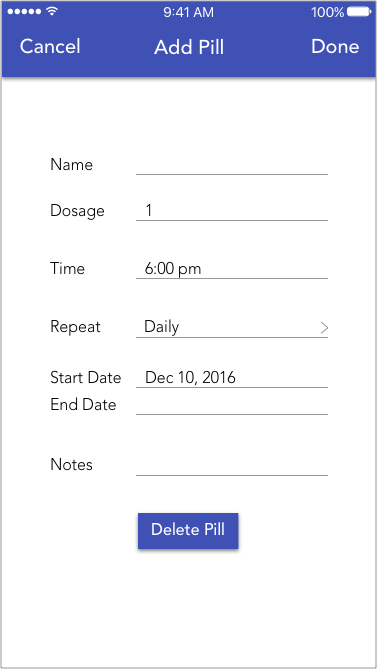 9:41 AM 100%
Cancel Add Pill Done
Name
Dosage 1
Time 6:00 pm
Repeat Daily
Start Date Dec 10, 2016
End Date
Notes
Delete Pill